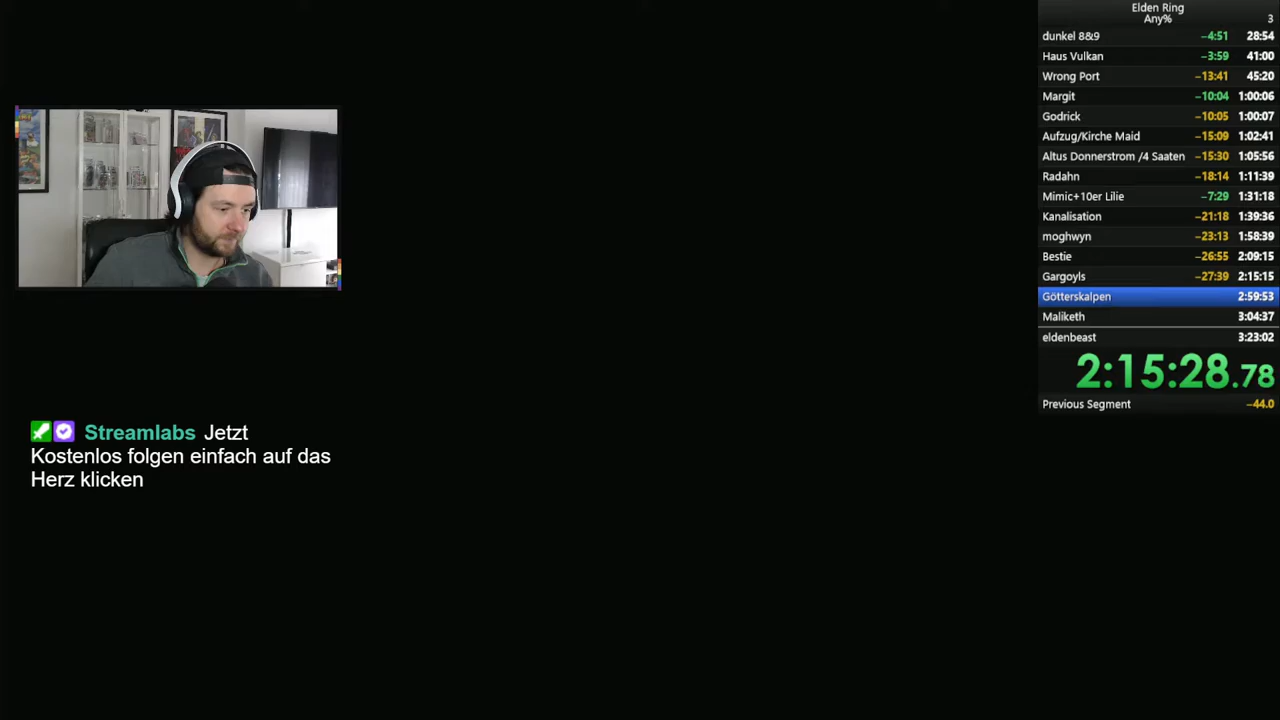 Elden Ring
Any%
3
dunkel 8&9 −4:51 28:54
Haus Vulkan −3:59 41:00
Wrong Port −13:41 45:20
Margit −10:04 1:00:06
Godrick −10:05 1:00:07
Aufzug/Kirche Maid −15:09 1:02:41
Altus Donnerstrom /4 Saaten −15:30 1:05:56
Radahn −18:14 1:11:39
Mimic+10er Lilie −7:29 1:31:18
Kanalisation −21:18 1:39:36
moghwyn −23:13 1:58:39
Bestie −26:55 2:09:15
Gargoyls −27:39 2:15:15
Götterskalpen 2:59:53
Maliketh 3:04:37
eldenbeast 3:23:02
2:15:28.78
Previous Segment −44.0
Streamlabs Jetzt
Kostenlos folgen einfach auf das
Herz klicken